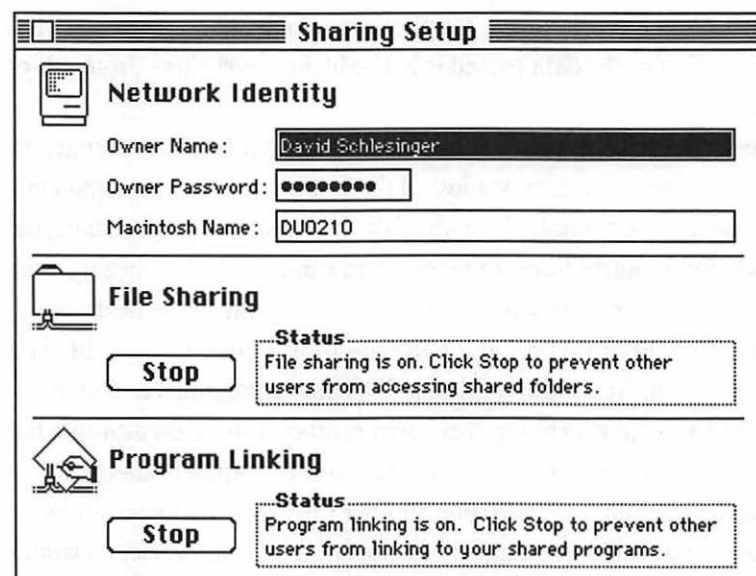 Sharing Setup
Network Identity
Owner Name: David Schlesinger
Owner Password: ●●●●●●●●
Macintosh Name: DU0210
File Sharing
Status
Stop
File sharing is on. Click Stop to prevent other
users from accessing shared folders.
Program Linking
Status
Stop
Program linking is on. Click Stop to prevent other
users from linking to your shared programs.